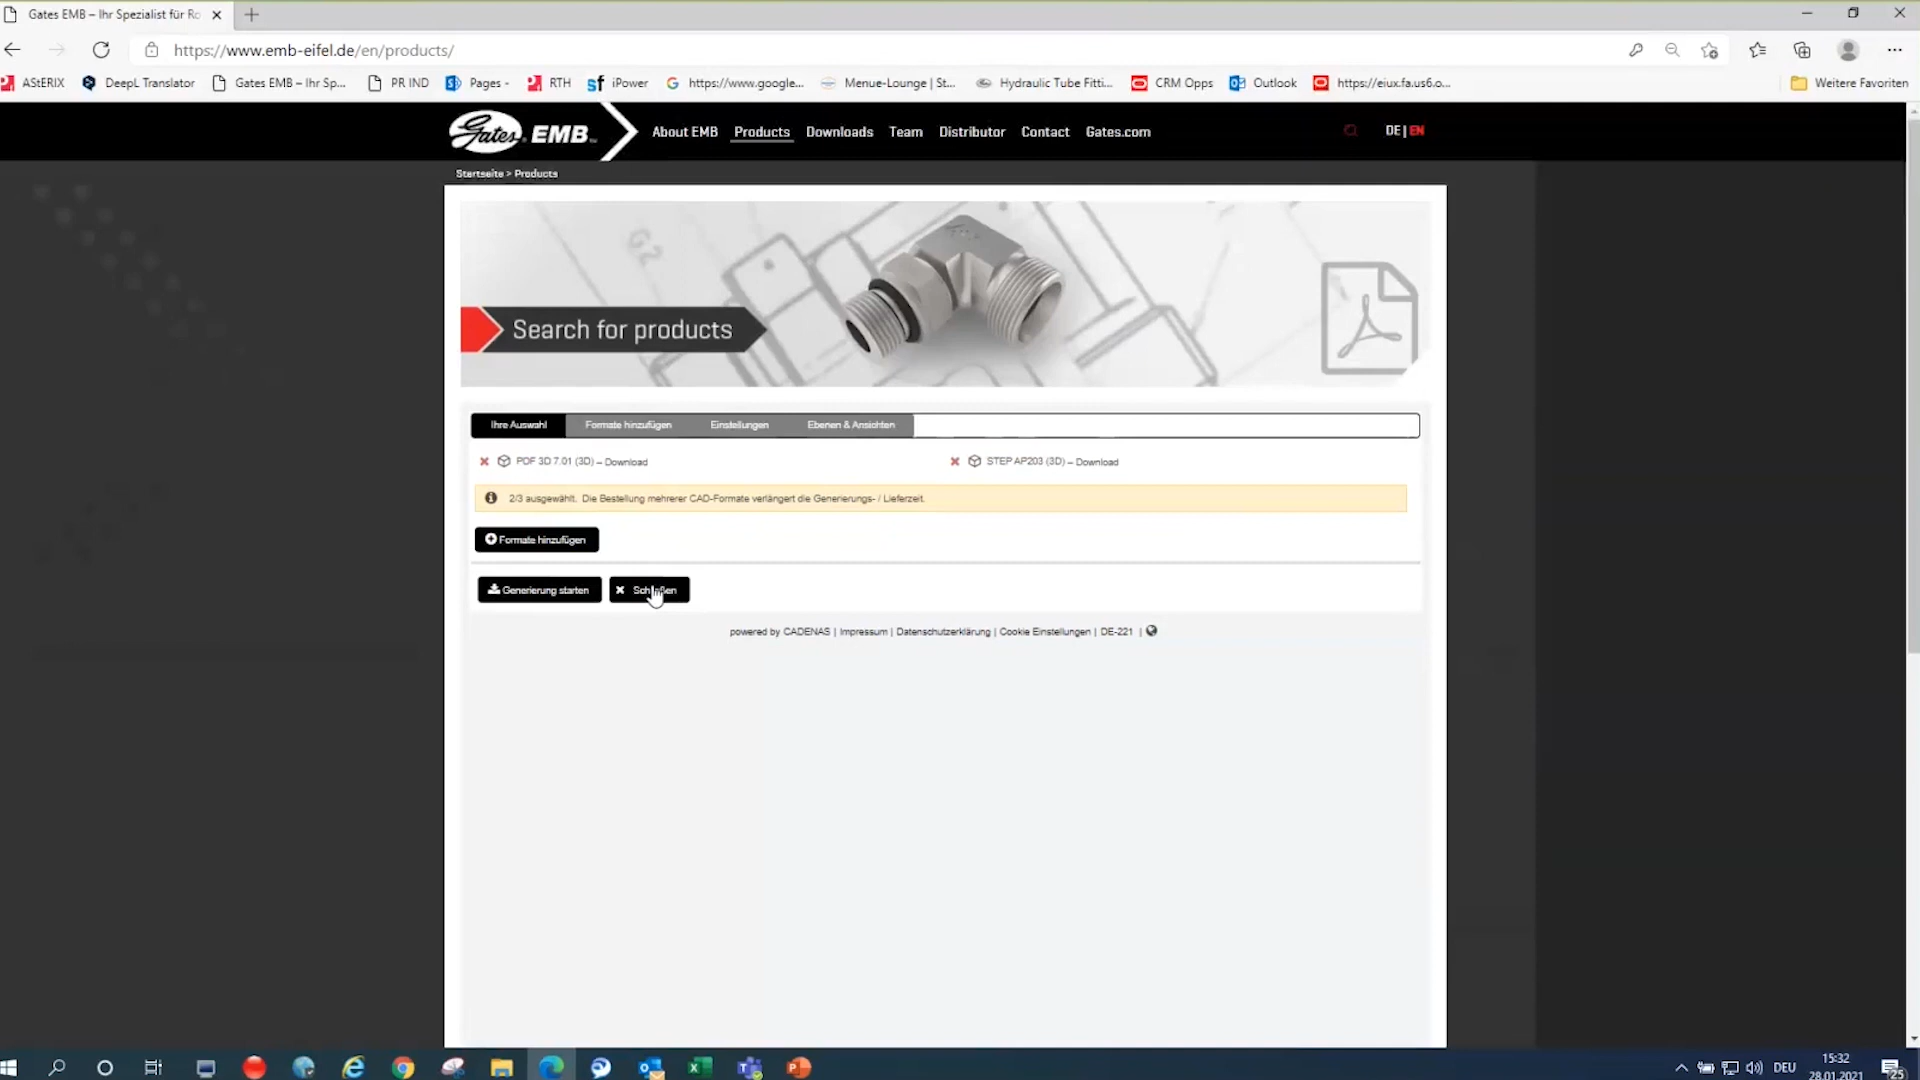 Gates EMB – Ihr Spezialist für Ro
https://www.emb-eifel.de/en/products/
AStERIX
DeepL Translator
Gates EMB – Ihr Sp...
PR IND
Pages -
RTH
iPower
https://www.google...
Menue-Lounge | St...
Hydraulic Tube Fitti...
CRM Opps
Outlook
https://eiux.fa.us6.o...
Weitere Favoriten
Gates EMB
About EMB
Products
Downloads
Team
Distributor
Contact
Gates.com
DE|EN
Startseite > Products
G2
Search for products
Ihre Auswahl
Formate hinzufügen
Einstellungen
Ebenen & Ansichten
PDF 3D 7.01 (3D) – Download
STEP AP203 (3D) – Download
2/3 ausgewählt. Die Bestellung mehrerer CAD-Formate verlängert die Generierungs- / Lieferzeit.
Formate hinzufügen
Generierung starten
powered by CADENAS | Impressum | Datenschutzerklärung | Cookie Einstellungen | DE-221 |
DEU
15:32
28.01.2021
25